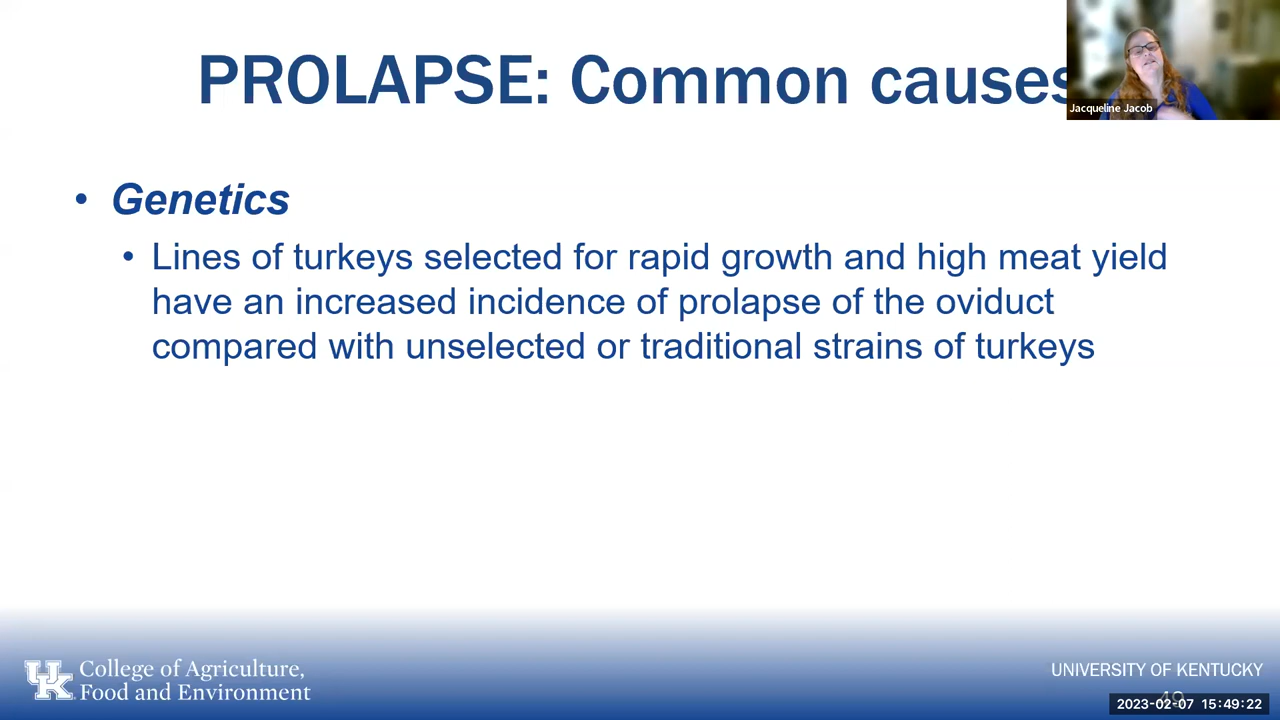 PROLAPSE: Common causes
Jacqueline Jacob
• Genetics
• Lines of turkeys selected for rapid growth and high meat yield
have an increased incidence of prolapse of the oviduct
compared with unselected or traditional strains of turkeys
UK
College of Agriculture,
Food and Environment
UNIVERSITY OF KENTUCKY
2023-02-07 15:49:22